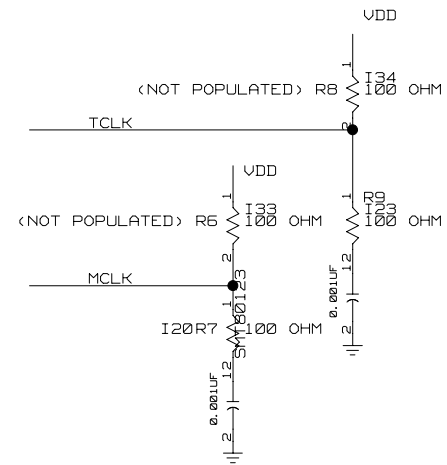 VDD
1
I34
(NOT POPULATED) R8 100 OHM
2
TCLK
VDD
1
I33
(NOT POPULATED) R6 100 OHM
2
1
R9
I23
100 OHM
12
0.001UF
2
MCLK
1
SMT80123
I20R7 100 OHM
12
0.001UF
2